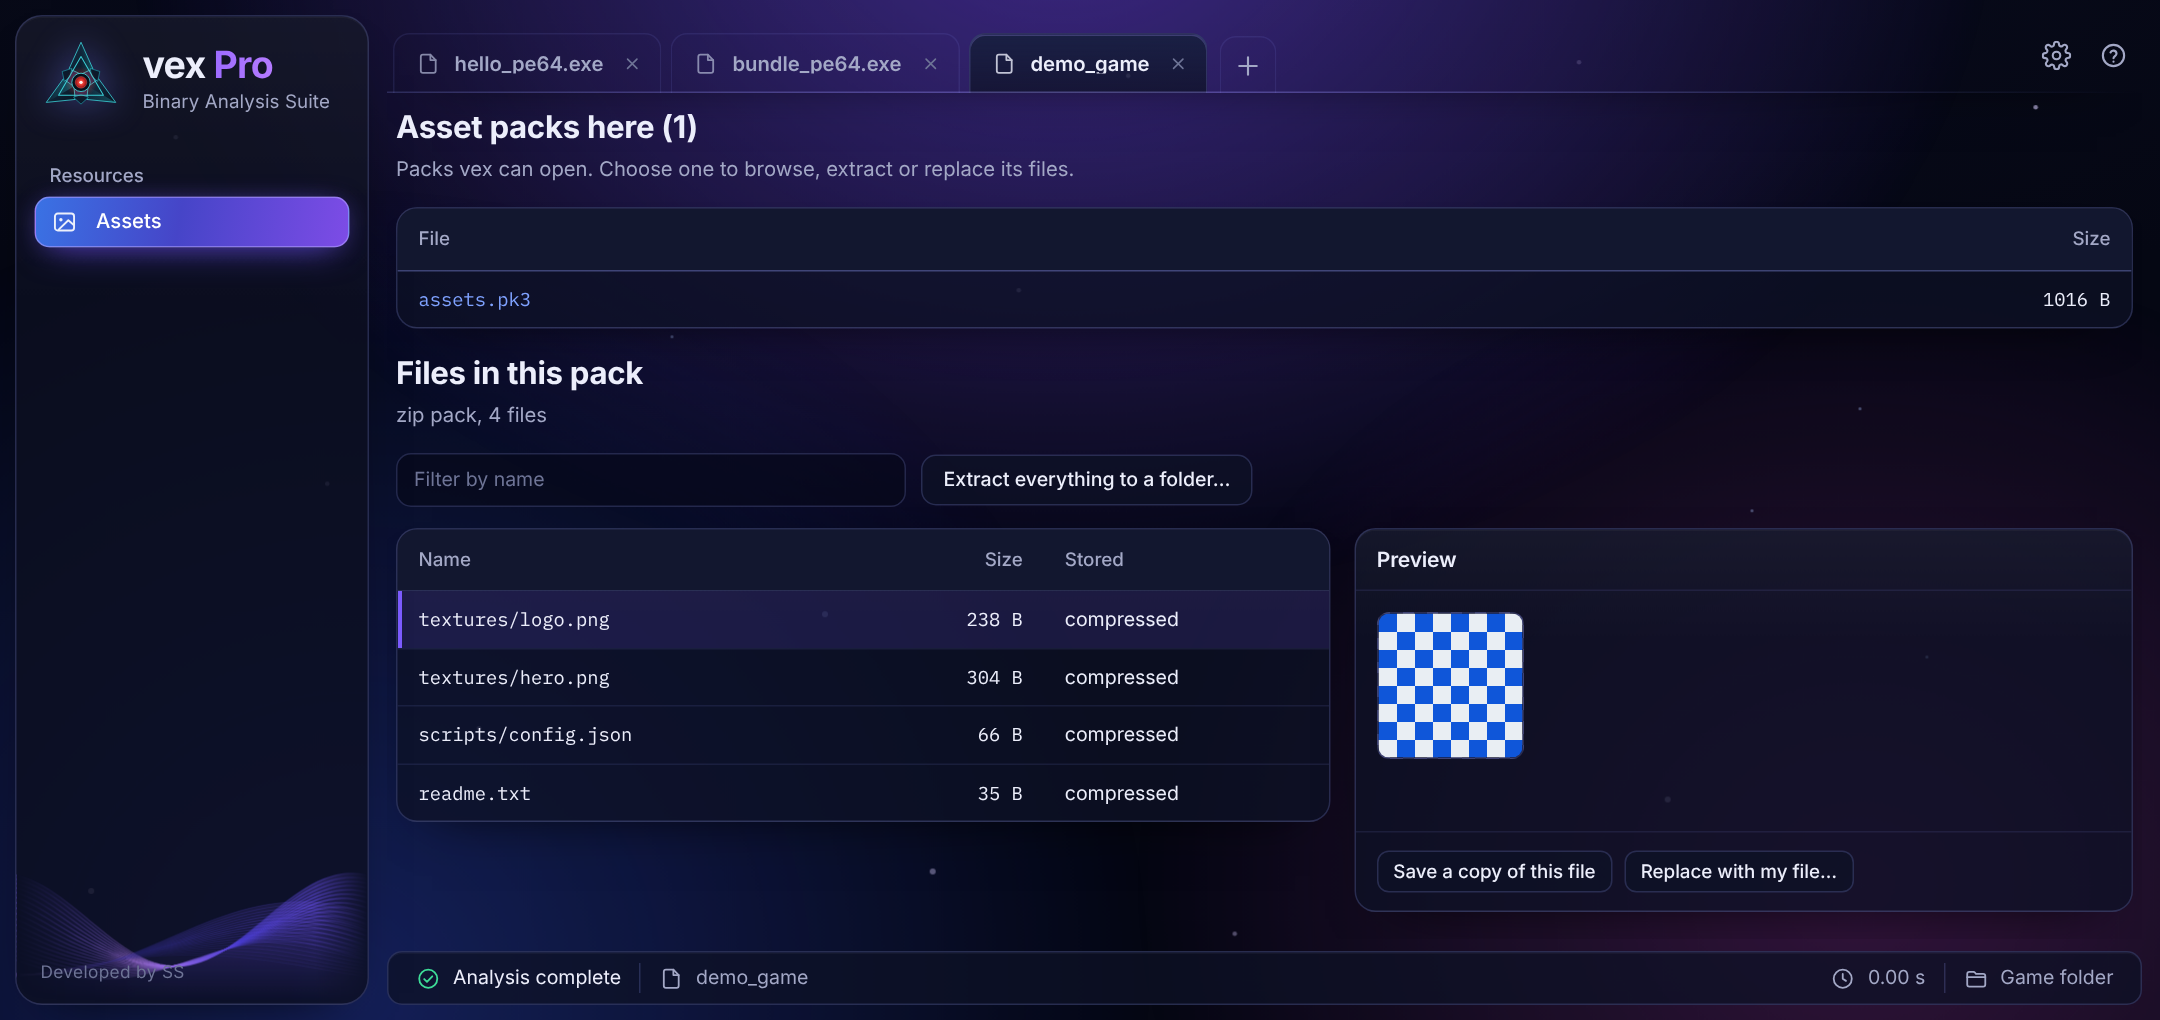 vex Pro
Binary Analysis Suite
Resources
Assets
Developed by SS
hello_pe64.exe
bundle_pe64.exe
demo_game
Asset packs here (1)
Packs vex can open. Choose one to browse, extract or replace its files.
File Size
assets.pk3 1016 B
Files in this pack
zip pack, 4 files
Filter by name
Extract everything to a folder...
Name Size Stored
textures/logo.png 238 B compressed
textures/hero.png 304 B compressed
scripts/config.json 66 B compressed
readme.txt 35 B compressed
Preview
Save a copy of this file
Replace with my file...
Analysis complete
demo_game
0.00 s
Game folder